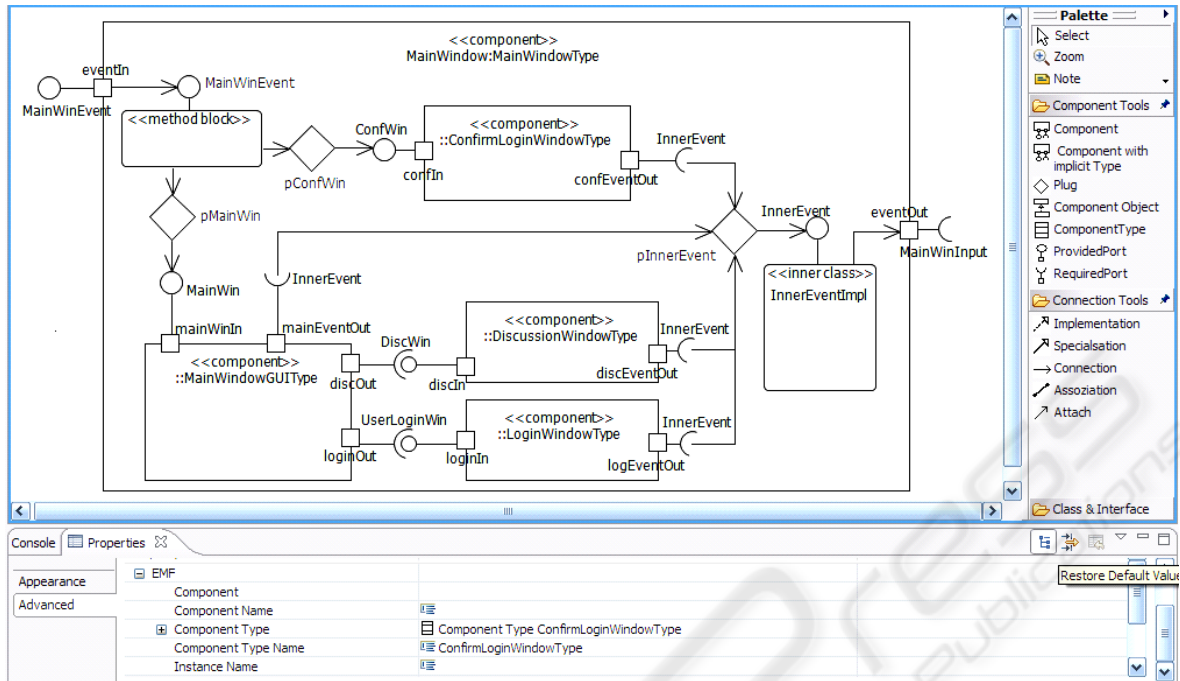 <<component>>
MainWindow:MainWindowType
eventIn
MainWinEvent
MainWinEvent
<<method block>>
pConfWin
ConfWin
confIn
<<component>>
::ConfirmLoginWindowType
InnerEvent
confEventOut
pMainWin
MainWin
InnerEvent
pInnerEvent
InnerEvent
eventOut
MainWinInput
<<inner class>>
InnerEventImpl
mainWinIn
mainEventOut
<<component>>
::MainWindowGUIType
discOut
DiscWin
discIn
<<component>>
::DiscussionWindowType
InnerEvent
discEventOut
UserLoginWin
loginOut
loginIn
<<component>>
::LoginWindowType
InnerEvent
logEventOut
Palette
Select
Zoom
Note
Component Tools
Component
Component with
implicit Type
Plug
Component Object
ComponentType
ProvidedPort
RequiredPort
Connection Tools
Implementation
Specialsation
Connection
Assoziation
Attach
Class & Interface
Console
Properties
Restore Default Value
Appearance
Advanced
EMF
Component
Component Name
Component Type
Component Type ConfirmLoginWindowType
Component Type Name
ConfirmLoginWindowType
Instance Name